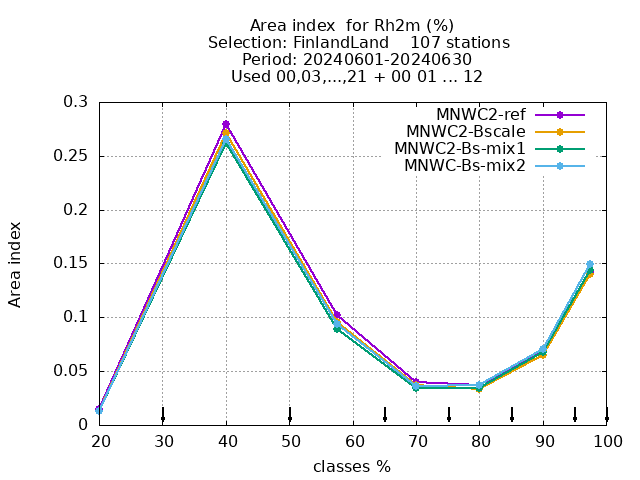 Area index  for Rh2m (%)
Selection: FinlandLand    107 stations
Period: 20240601-20240630
Used 00,03,...,21 + 00 01 ... 12
MNWC2-ref
MNWC2-Bscale
MNWC2-Bs-mix1
MNWC-Bs-mix2
Area index
0.3
0.25
0.2
0.15
0.1
0.05
0
20 30 40 50 60 70 80 90 100
classes %